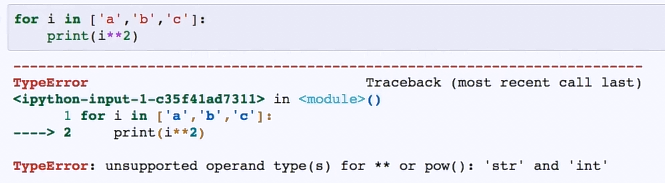 for i in ['a','b','c']:
    print(i**2)
---------------------------------------------------------------------------
TypeError                                 Traceback (most recent call last)
<ipython-input-1-c35f41ad7311> in <module>()
      1 for i in ['a','b','c']:
----> 2     print(i**2)
TypeError: unsupported operand type(s) for ** or pow(): 'str' and 'int'